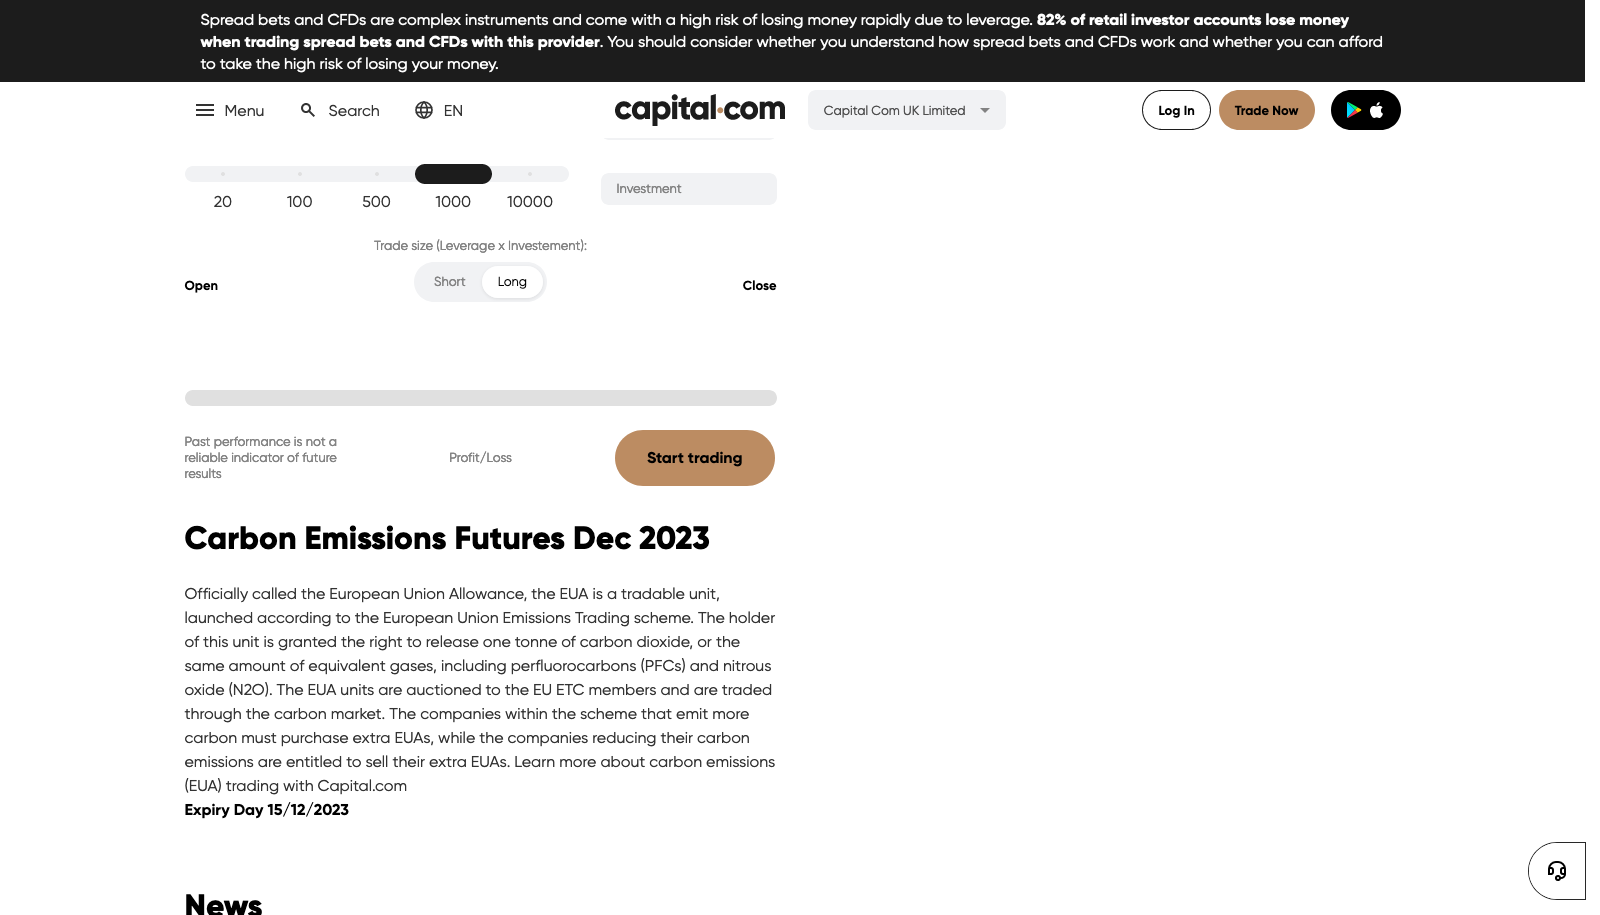 Spread bets and CFDs are complex instruments and come with a high risk of losing money rapidly due to leverage. 82% of retail investor accounts lose money
when trading spread bets and CFDs with this provider. You should consider whether you understand how spread bets and CFDs work and whether you can afford
to take the high risk of losing your money.
Menu Search EN capital.com Capital Com UK Limited Log In Trade Now
Investment
20 100 500 1000 10000
Trade size (Leverage x Investement):
Short Long
Open Close
Past performance is not a
reliable indicator of future
results
Profit/Loss
Start trading
Carbon Emissions Futures Dec 2023
Officially called the European Union Allowance, the EUA is a tradable unit,
launched according to the European Union Emissions Trading scheme. The holder
of this unit is granted the right to release one tonne of carbon dioxide, or the
same amount of equivalent gases, including perfluorocarbons (PFCs) and nitrous
oxide (N2O). The EUA units are auctioned to the EU ETC members and are traded
through the carbon market. The companies within the scheme that emit more
carbon must purchase extra EUAs, while the companies reducing their carbon
emissions are entitled to sell their extra EUAs. Learn more about carbon emissions
(EUA) trading with Capital.com
Expiry Day 15/12/2023
News